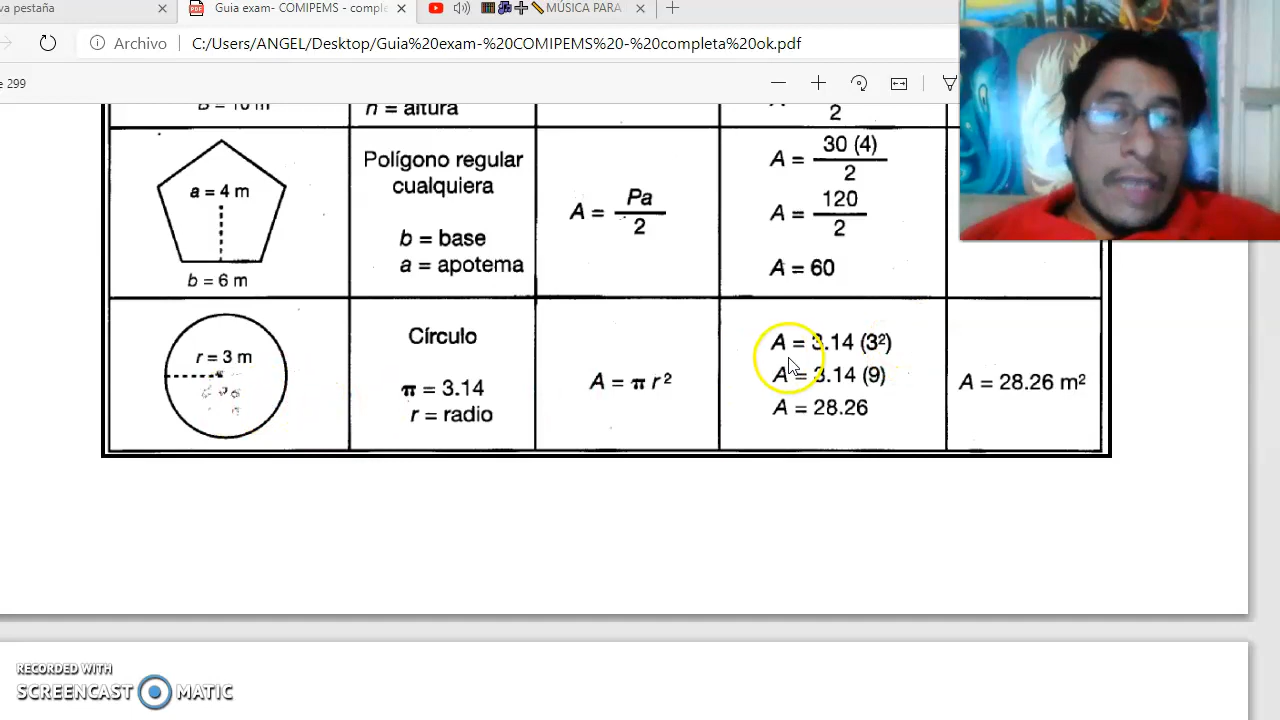 va pestaña
Guia exam- COMIPEMS - comple
MÚSICA PARA
Archivo
C:/Users/ANGEL/Desktop/Guia%20exam-%20COMIPEMS%20-%20completa%20ok.pdf
e 299
h = altura
2
a = 4 m
b = 6 m
Polígono regular
cualquiera
b = base
a = apotema
A = Pa/2
A = 30 (4)/2
A = 120/2
A = 60
r = 3 m
Círculo
π = 3.14
r = radio
A = π r²
A = 3.14 (3²)
A = 3.14 (9)
A = 28.26
A = 28.26 m²
RECORDED WITH
SCREENCAST MATIC